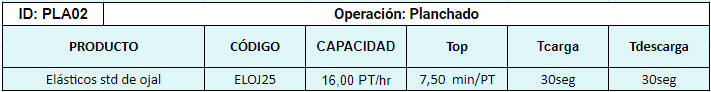 ID: PLA02 Operación: Planchado
PRODUCTO CÓDIGO CAPACIDAD Top Tcarga Tdescarga
Elásticos std de ojal ELOJ25 16,00 PT/hr 7,50 min/PT 30seg 30seg